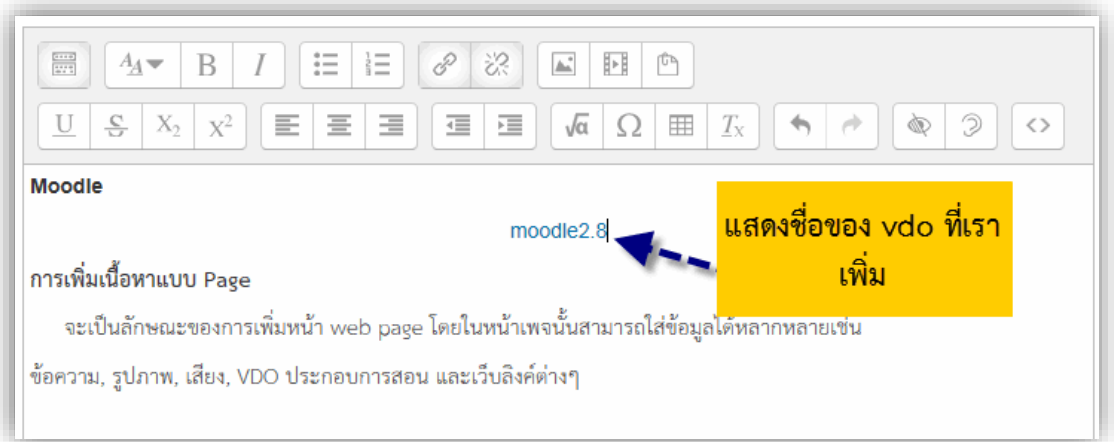 Moodle
moodle2.8
แสดงชื่อของ vdo ที่เรา
เพิ่ม
การเพิ่มเนื้อหาแบบ Page
จะเป็นลักษณะของการเพิ่มหน้า web page โดยในหน้าเพจนั้นสามารถใส่ข้อมูลได้หลากหลายเช่น
ข้อความ, รูปภาพ, เสียง, VDO ประกอบการสอน และเว็บลิงค์ต่างๆ